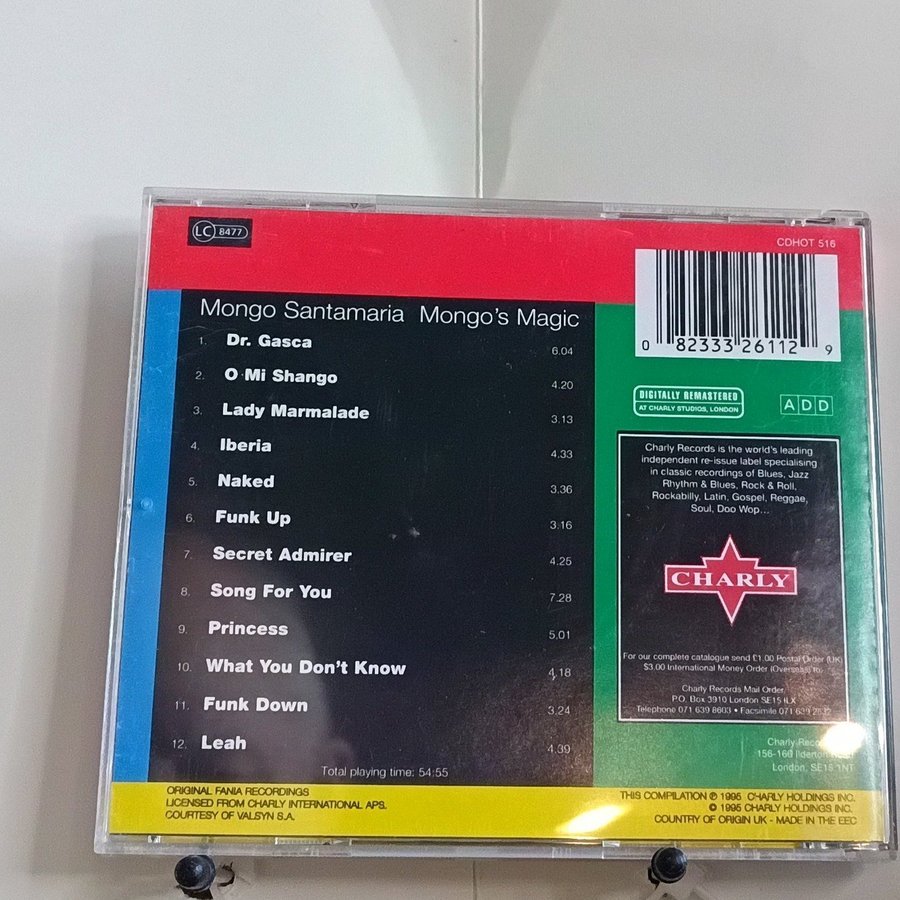 LC 8477
CDHOT 516
0 82333 26112 9
Mongo Santamaria Mongo's Magic
1. Dr. Gasca 6.04
2. O Mi Shango 4.20
3. Lady Marmalade 3.13
4. Iberia 4.33
5. Naked 3.36
6. Funk Up 3.16
7. Secret Admirer 4.25
8. Song For You 7.28
9. Princess 5.01
10. What You Don't Know 4.18
11. Funk Down 3.24
12. Leah 4.39
Total playing time: 54:55
DIGITALLY REMASTERED
AT CHARLY STUDIOS, LONDON
ADD
Charly Records is the world's leading
independent re-issue label specialising
in classic recordings of Blues, Jazz
Rhythm & Blues, Rock & Roll,
Rockabilly, Latin, Gospel, Reggae,
Soul, Doo Wop...
CHARLY
For our complete catalogue send £1.00 Postal Order (UK)
$3.00 International Money Order (Overseas) to:
Charly Records Mail Order
P.O. Box 3910 London SE15 ILX
Telephone 071 639 8603 • Facsimile 071 639 2532
Charly
London, SE15 1NT
ORIGINAL FANIA RECORDINGS
LICENSED FROM CHARLY INTERNATIONAL APS.
COURTESY OF VALSYN S.A.
THIS COMPILATION ℗ 1995 CHARLY HOLDINGS INC.
© 1995 CHARLY HOLDINGS INC.
COUNTRY OF ORIGIN UK - MADE IN THE EEC